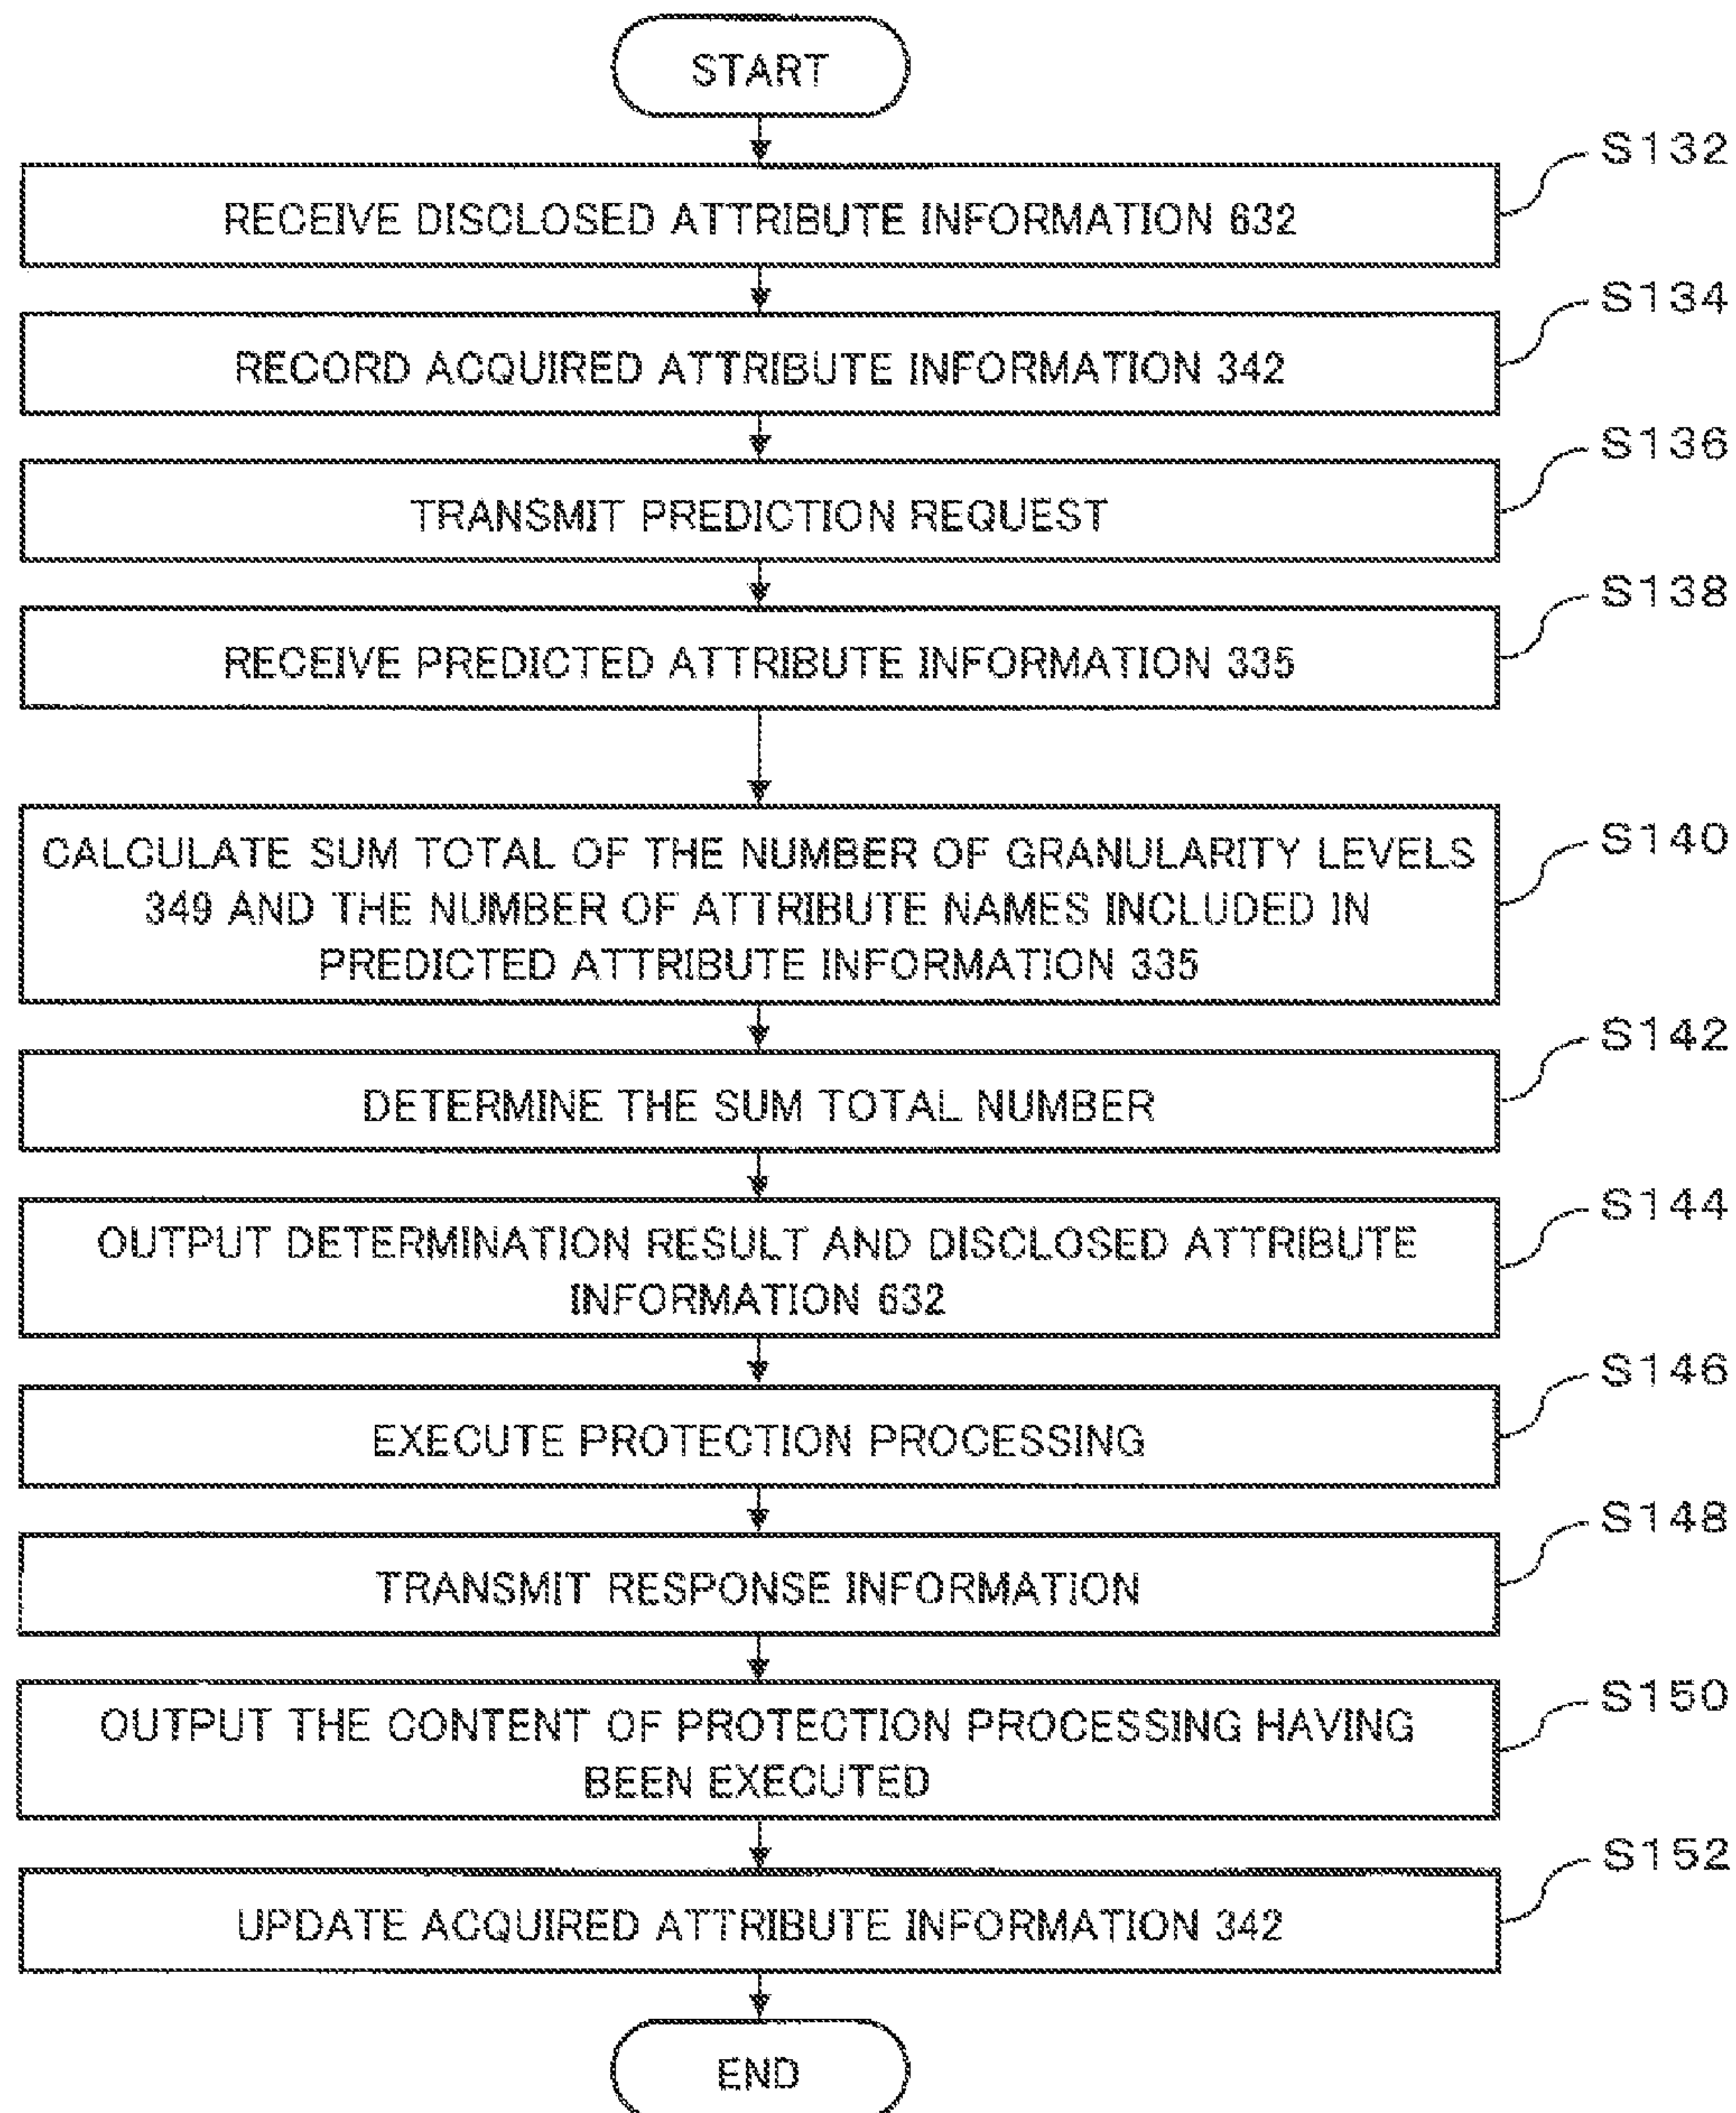 START
S132
RECEIVE DISCLOSED ATTRIBUTE INFORMATION 632
S134
RECORD ACQUIRED ATTRIBUTE INFORMATION 342
S136
TRANSMIT PREDICTION REQUEST
S138
RECEIVE PREDICTED ATTRIBUTE INFORMATION 335
S140
CALCULATE SUM TOTAL OF THE NUMBER OF GRANULARITY LEVELS
349 AND THE NUMBER OF ATTRIBUTE NAMES INCLUDED IN
PREDICTED ATTRIBUTE INFORMATION 335
S142
DETERMINE THE SUM TOTAL NUMBER
S144
OUTPUT DETERMINATION RESULT AND DISCLOSED ATTRIBUTE
INFORMATION 632
S146
EXECUTE PROTECTION PROCESSING
S148
TRANSMIT RESPONSE INFORMATION
S150
OUTPUT THE CONTENT OF PROTECTION PROCESSING HAVING
BEEN EXECUTED
S152
UPDATE ACQUIRED ATTRIBUTE INFORMATION 342
END